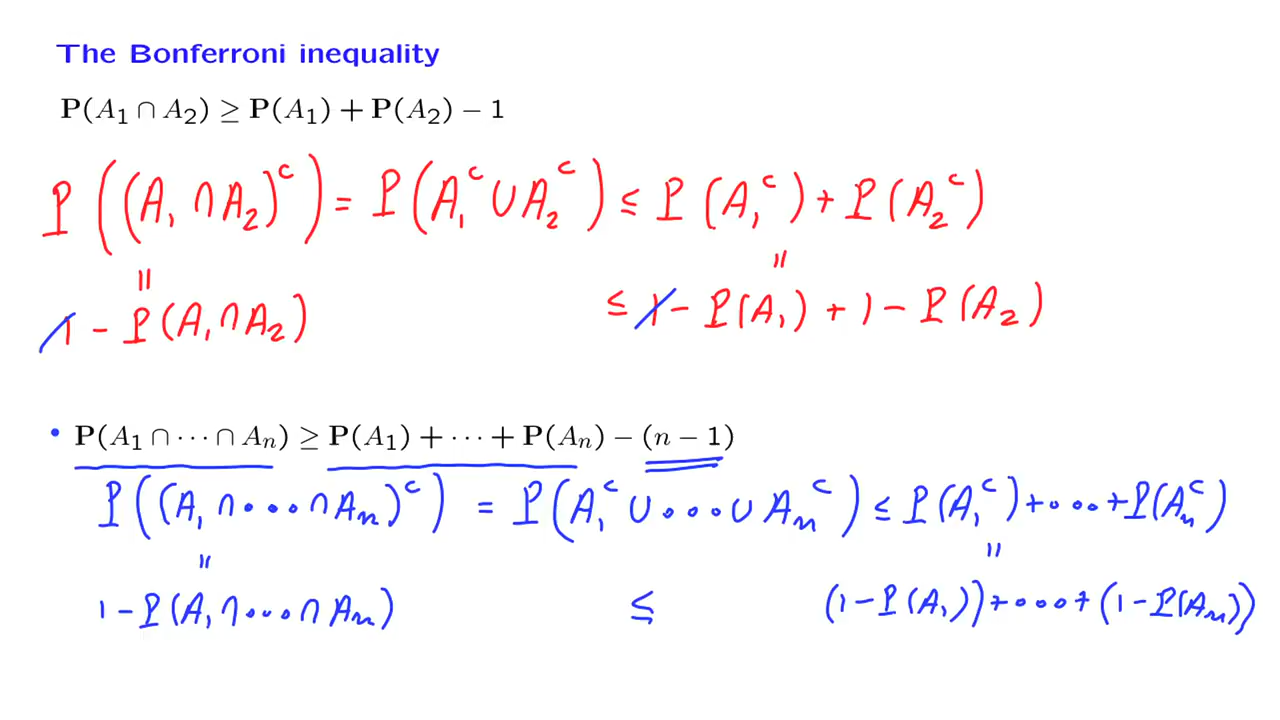 The Bonferroni inequality
P(A₁ ∩ A₂) ≥ P(A₁) + P(A₂) − 1
P((A₁ ∩ A₂)ᶜ) = P(A₁ᶜ ∪ A₂ᶜ) ≤ P(A₁ᶜ) + P(A₂ᶜ)
= =
1 − P(A₁ ∩ A₂) ≤ 1 − P(A₁) + 1 − P(A₂)
• P(A₁ ∩ ⋯ ∩ Aₙ) ≥ P(A₁) + ⋯ + P(Aₙ) − (n − 1)
P((A₁ ∩ ⋯ ∩ Aₙ)ᶜ) = P(A₁ᶜ ∪ ⋯ ∪ Aₙᶜ) ≤ P(A₁ᶜ) + ⋯ + P(Aₙᶜ)
= =
1 − P(A₁ ∩ ⋯ ∩ Aₙ) ≤ (1 − P(A₁)) + ⋯ + (1 − P(Aₙ))